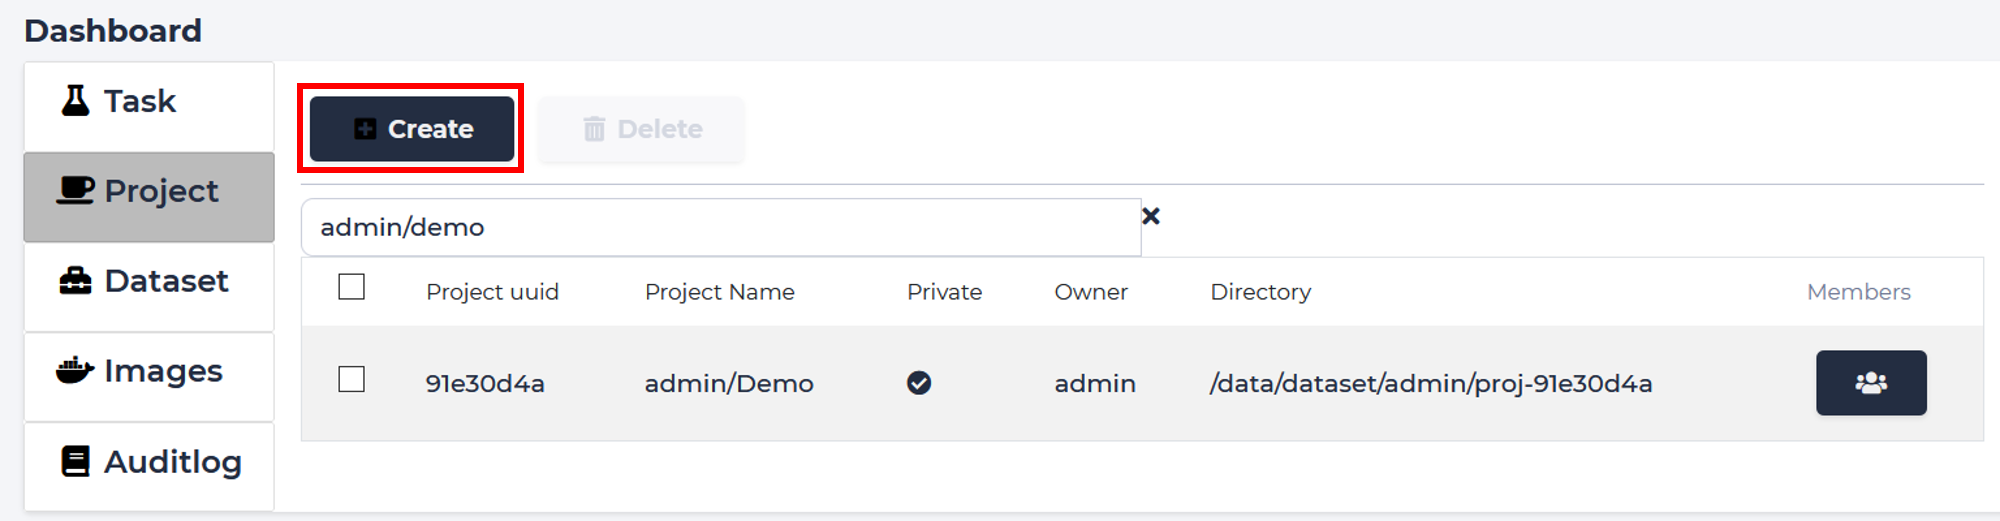 Dashboard
Task
Project
Dataset
Images
Auditlog
Create
Delete
admin/demo
Project uuid Project Name Private Owner Directory Members
91e30d4a admin/Demo admin /data/dataset/admin/proj-91e30d4a